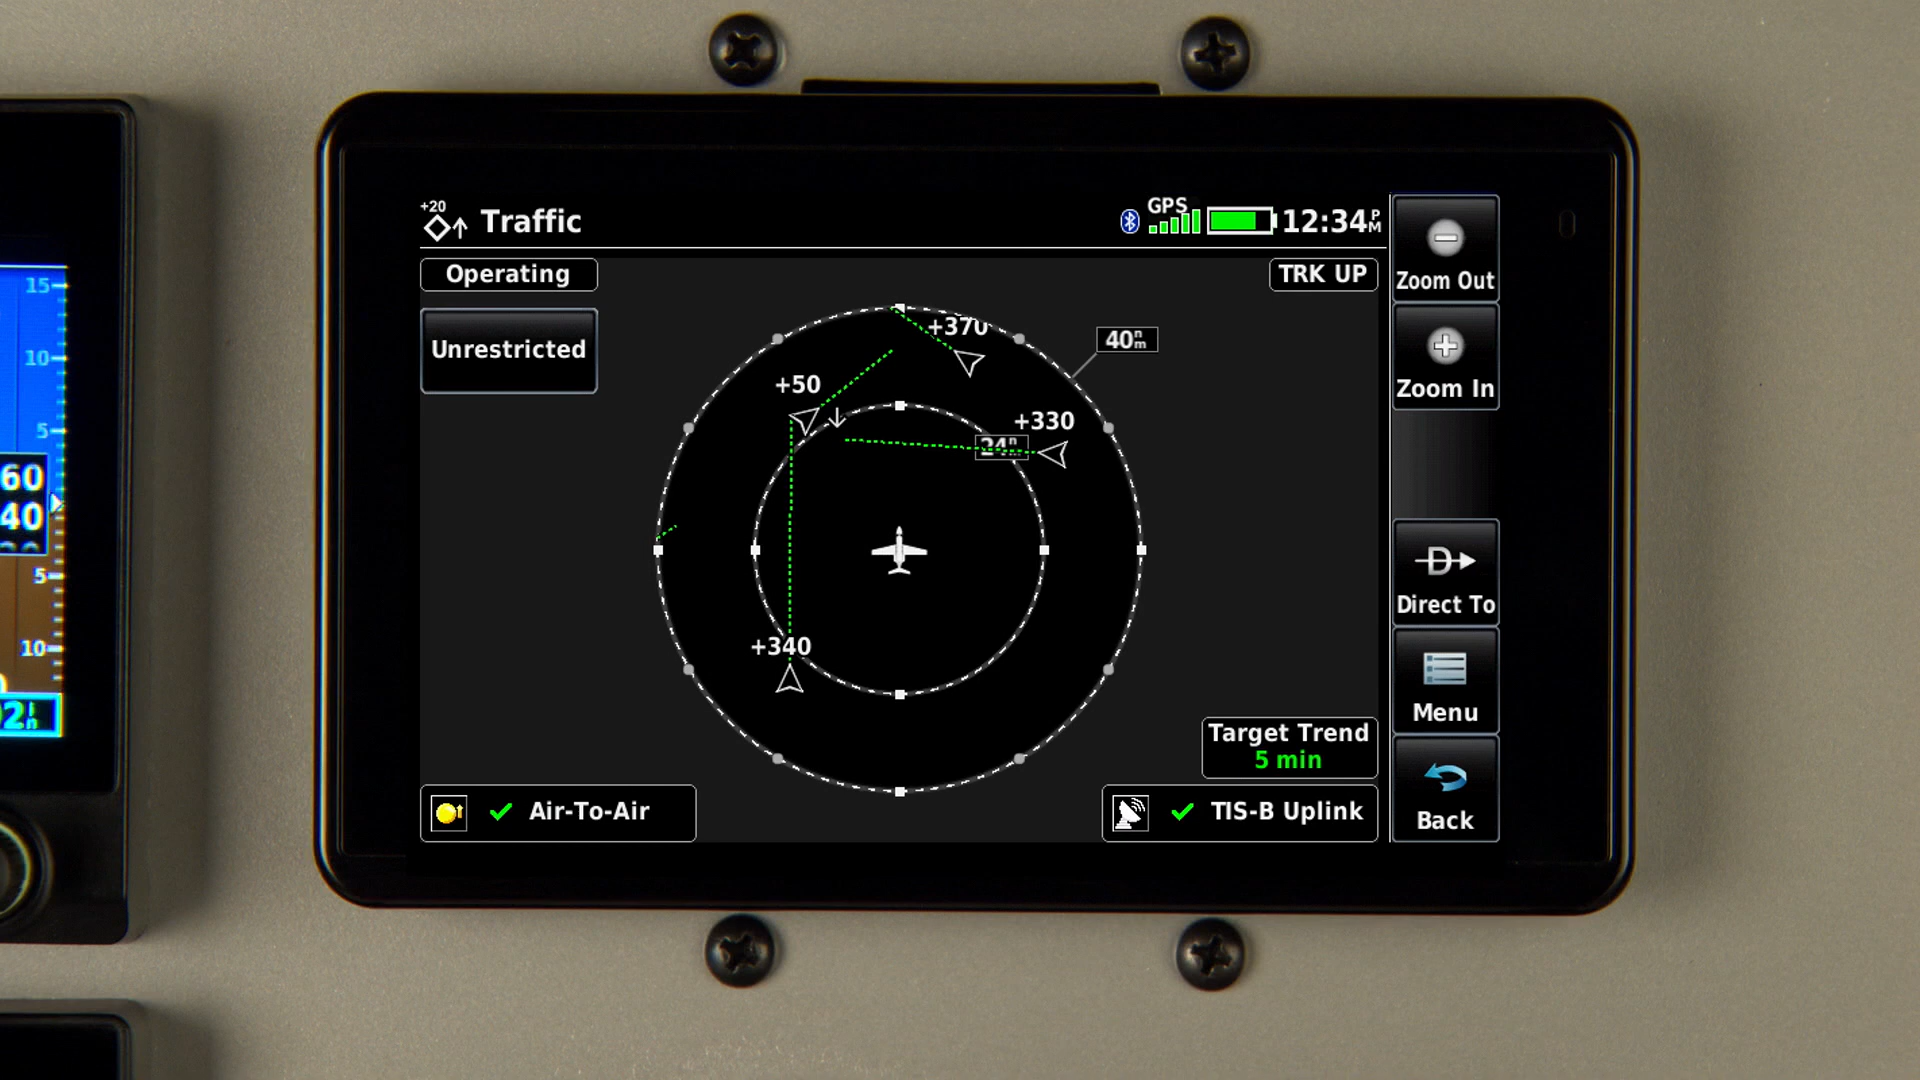 +20
Traffic
GPS
12:34PM
Operating
TRK UP
Unrestricted
+370
40nm
+50
+330
24nm
+340
Target Trend
5 min
Air-To-Air
TIS-B Uplink
Zoom Out
Zoom In
D
Direct To
Menu
Back
15
10
5
60
40
5
10
2in